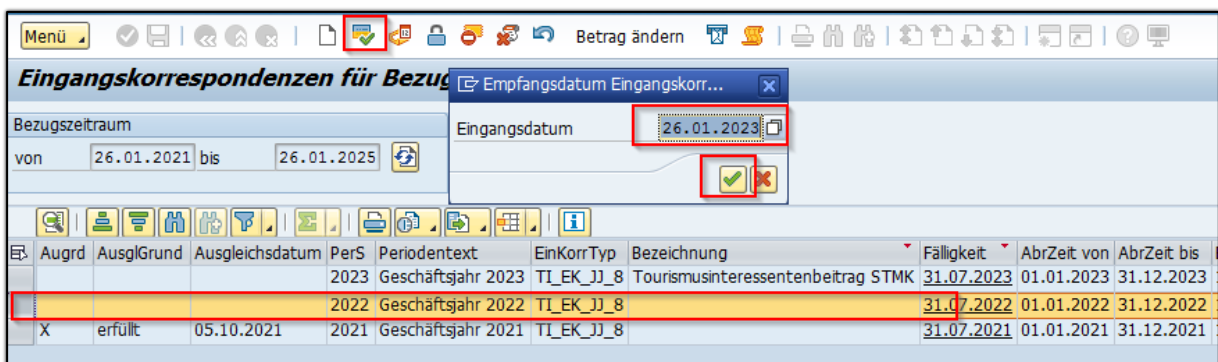 Menü Betrag ändern
Eingangskorrespondenzen für Bezug
Empfangsdatum Eingangskorr...
Eingangsdatum 26.01.2023
Bezugszeitraum
von 26.01.2021 bis 26.01.2025
Augrd AusglGrund Ausgleichsdatum PerS Periodentext EinKorrTyp Bezeichnung Fälligkeit AbrZeit von AbrZeit bis
2023 Geschäftsjahr 2023 TI_EK_JJ_8 Tourismusinteressentenbeitrag STMK 31.07.2023 01.01.2023 31.12.2023
2022 Geschäftsjahr 2022 TI_EK_JJ_8 31.07.2022 01.01.2022 31.12.2022
X erfüllt 05.10.2021 2021 Geschäftsjahr 2021 TI_EK_JJ_8 31.07.2021 01.01.2021 31.12.2021